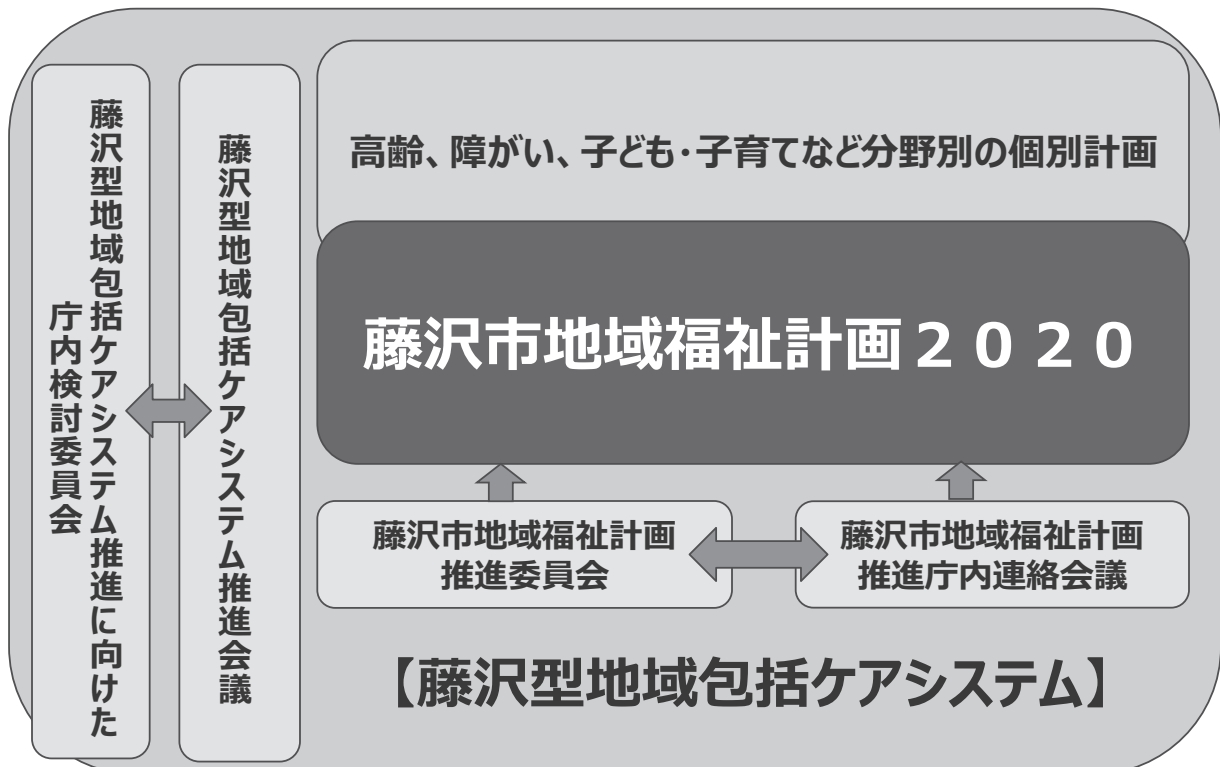 藤沢型地域包括ケアシステム推進に向けた
庁内検討委員会
藤沢型地域包括ケアシステム推進会議
高齢、障がい、子ども・子育てなど分野別の個別計画
藤沢市地域福祉計画２０２０
藤沢市地域福祉計画
推進委員会
藤沢市地域福祉計画
推進庁内連絡会議
【藤沢型地域包括ケアシステム】